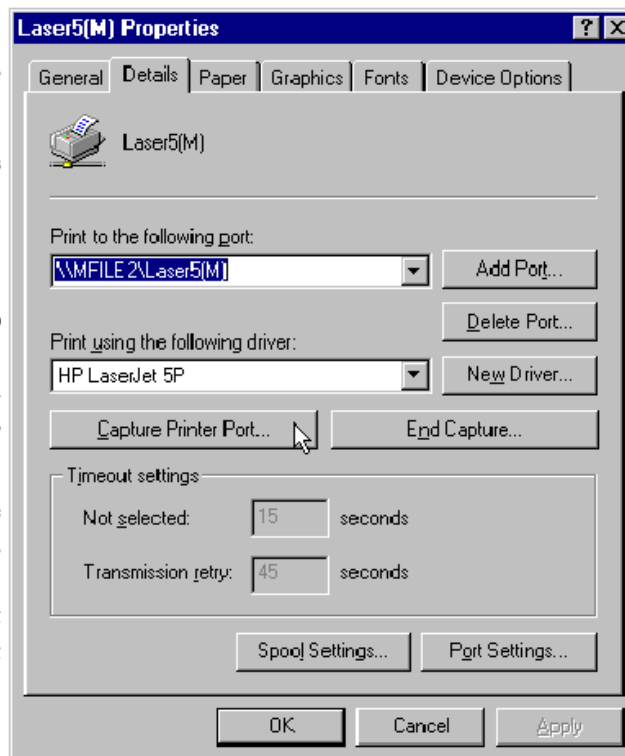 Laser5(M) Properties
General Details Paper Graphics Fonts Device Options
Laser5(M)
Print to the following port:
\\MFILE2\Laser5(M) Add Port...
Delete Port...
Print using the following driver:
HP LaserJet 5P New Driver...
Capture Printer Port... End Capture...
Timeout settings
Not selected: 15 seconds
Transmission retry: 45 seconds
Spool Settings... Port Settings...
OK Cancel Apply